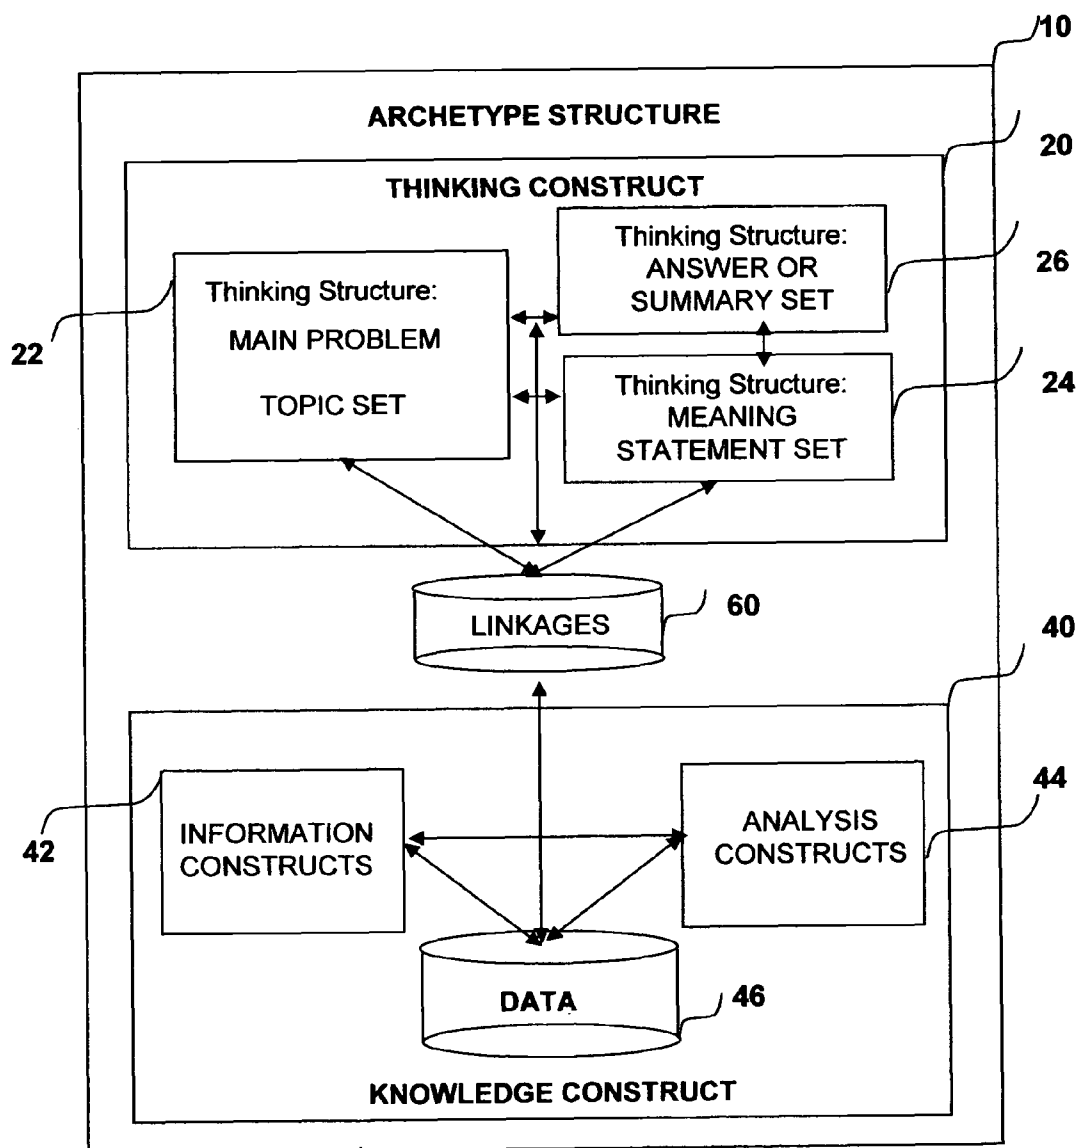 10
ARCHETYPE STRUCTURE
20
THINKING CONSTRUCT
Thinking Structure:
ANSWER OR
SUMMARY SET
26
Thinking Structure:
MAIN PROBLEM
TOPIC SET
22
Thinking Structure:
MEANING
STATEMENT SET
24
LINKAGES
60
40
INFORMATION
CONSTRUCTS
42
ANALYSIS
CONSTRUCTS
44
DATA
46
KNOWLEDGE CONSTRUCT